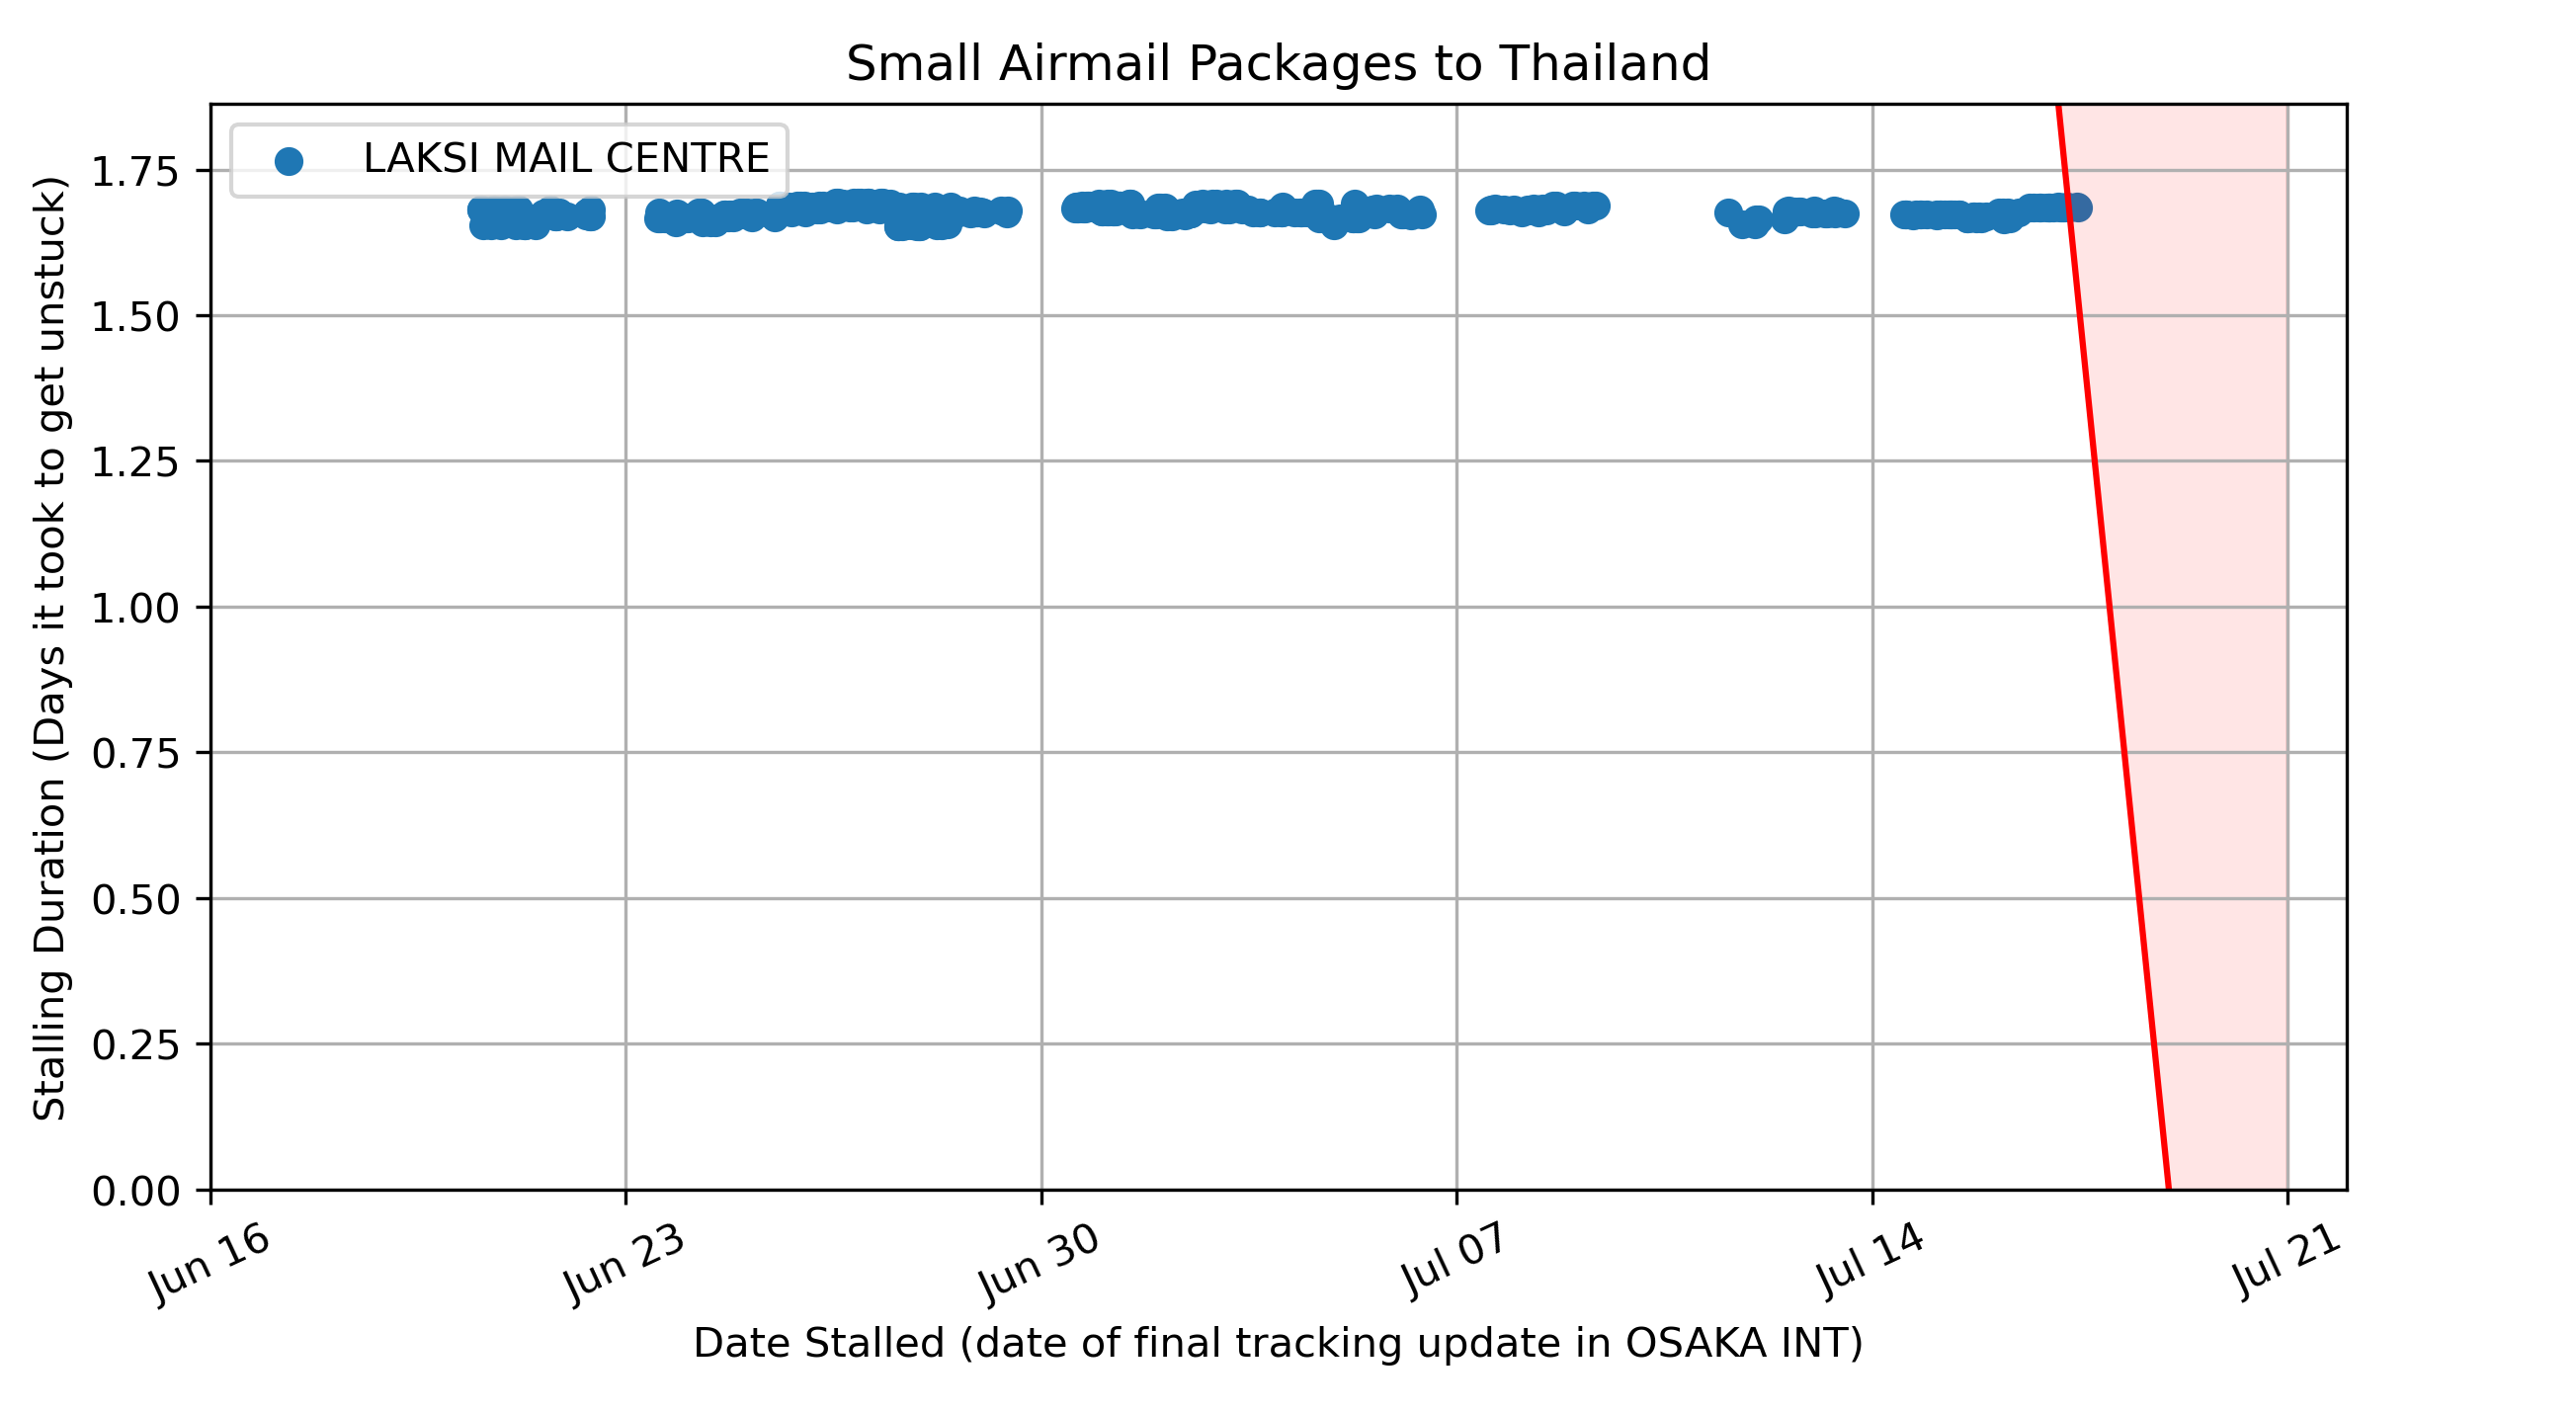 Small Airmail Packages to Thailand
LAKSI MAIL CENTRE
Stalling Duration (Days it took to get unstuck)
1.75
1.50
1.25
1.00
0.75
0.50
0.25
0.00
Jun 16
Jun 23
Jun 30
Jul 07
Jul 14
Jul 21
Date Stalled (date of final tracking update in OSAKA INT)